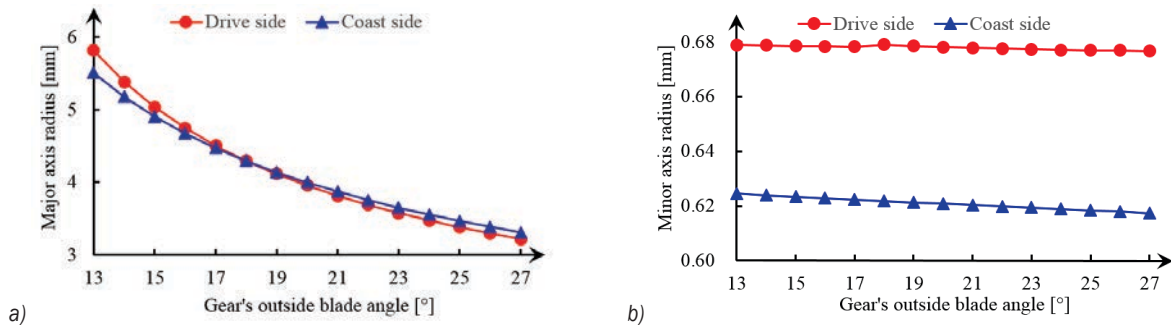 Drive side Coast side
Major axis radius [mm]
6
5
4
3
13 15 17 19 21 23 25 27
Gear's outside blade angle [°]
a)
Drive side Coast side
Minor axis radius [mm]
0.68
0.66
0.64
0.62
0.60
13 15 17 19 21 23 25 27
Gear's outside blade angle [°]
b)